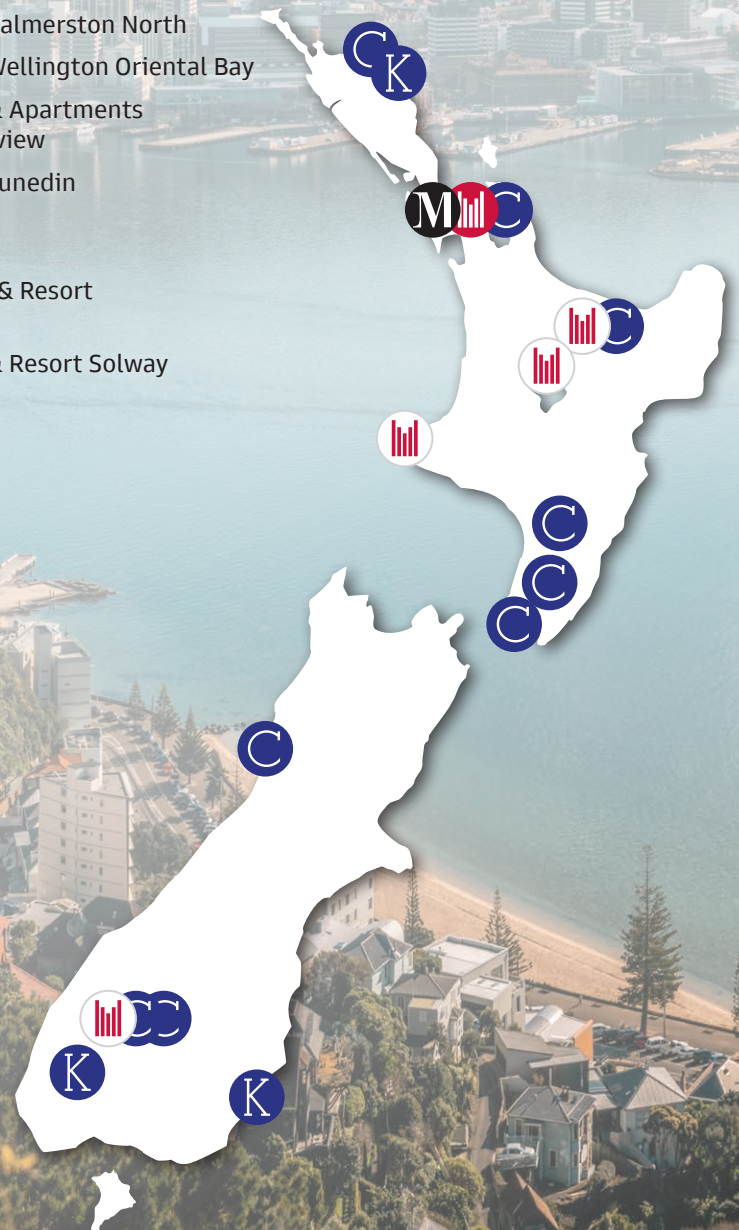 almerston North
Wellington Oriental Bay
& Apartments
view
unedin
& Resort
& Resort Solway
C
K
M
C
C
C
C
C
C
C
C
K
K